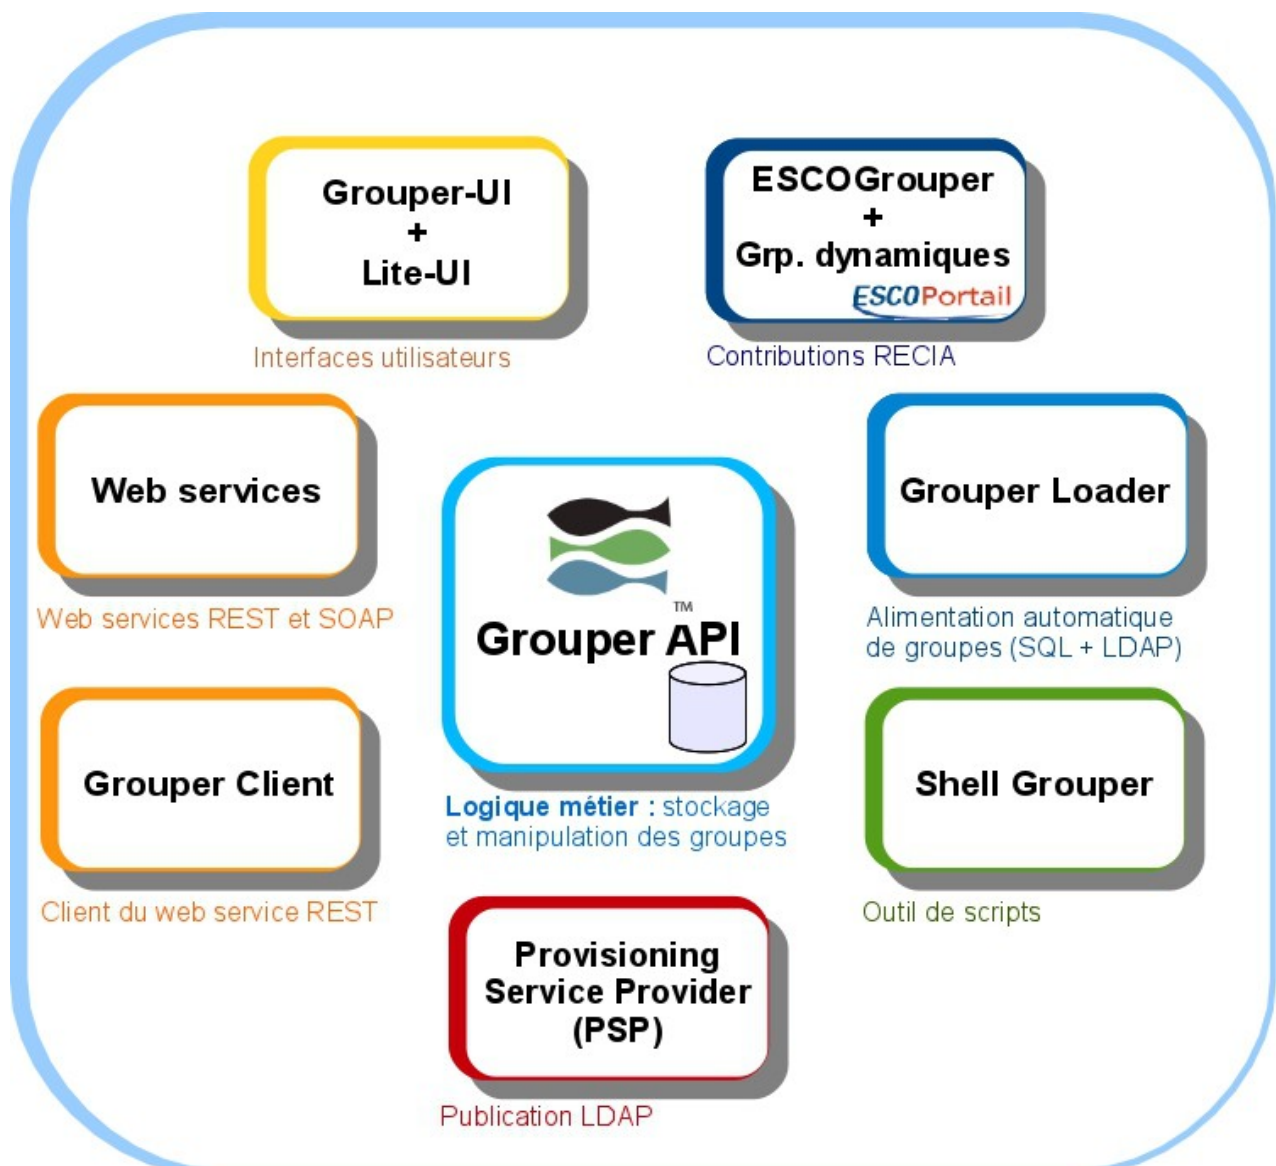 Grouper-UI
+
Lite-UI
Interfaces utilisateurs
ESCOGrouper
+
Grp. dynamiques
ESCOPortail
Contributions RECIA
Web services
Web services REST et SOAP
TM
Grouper API
Logique métier : stockage
et manipulation des groupes
Grouper Loader
Alimentation automatique
de groupes (SQL + LDAP)
Grouper Client
Client du web service REST
Shell Grouper
Outil de scripts
Provisioning
Service Provider
(PSP)
Publication LDAP